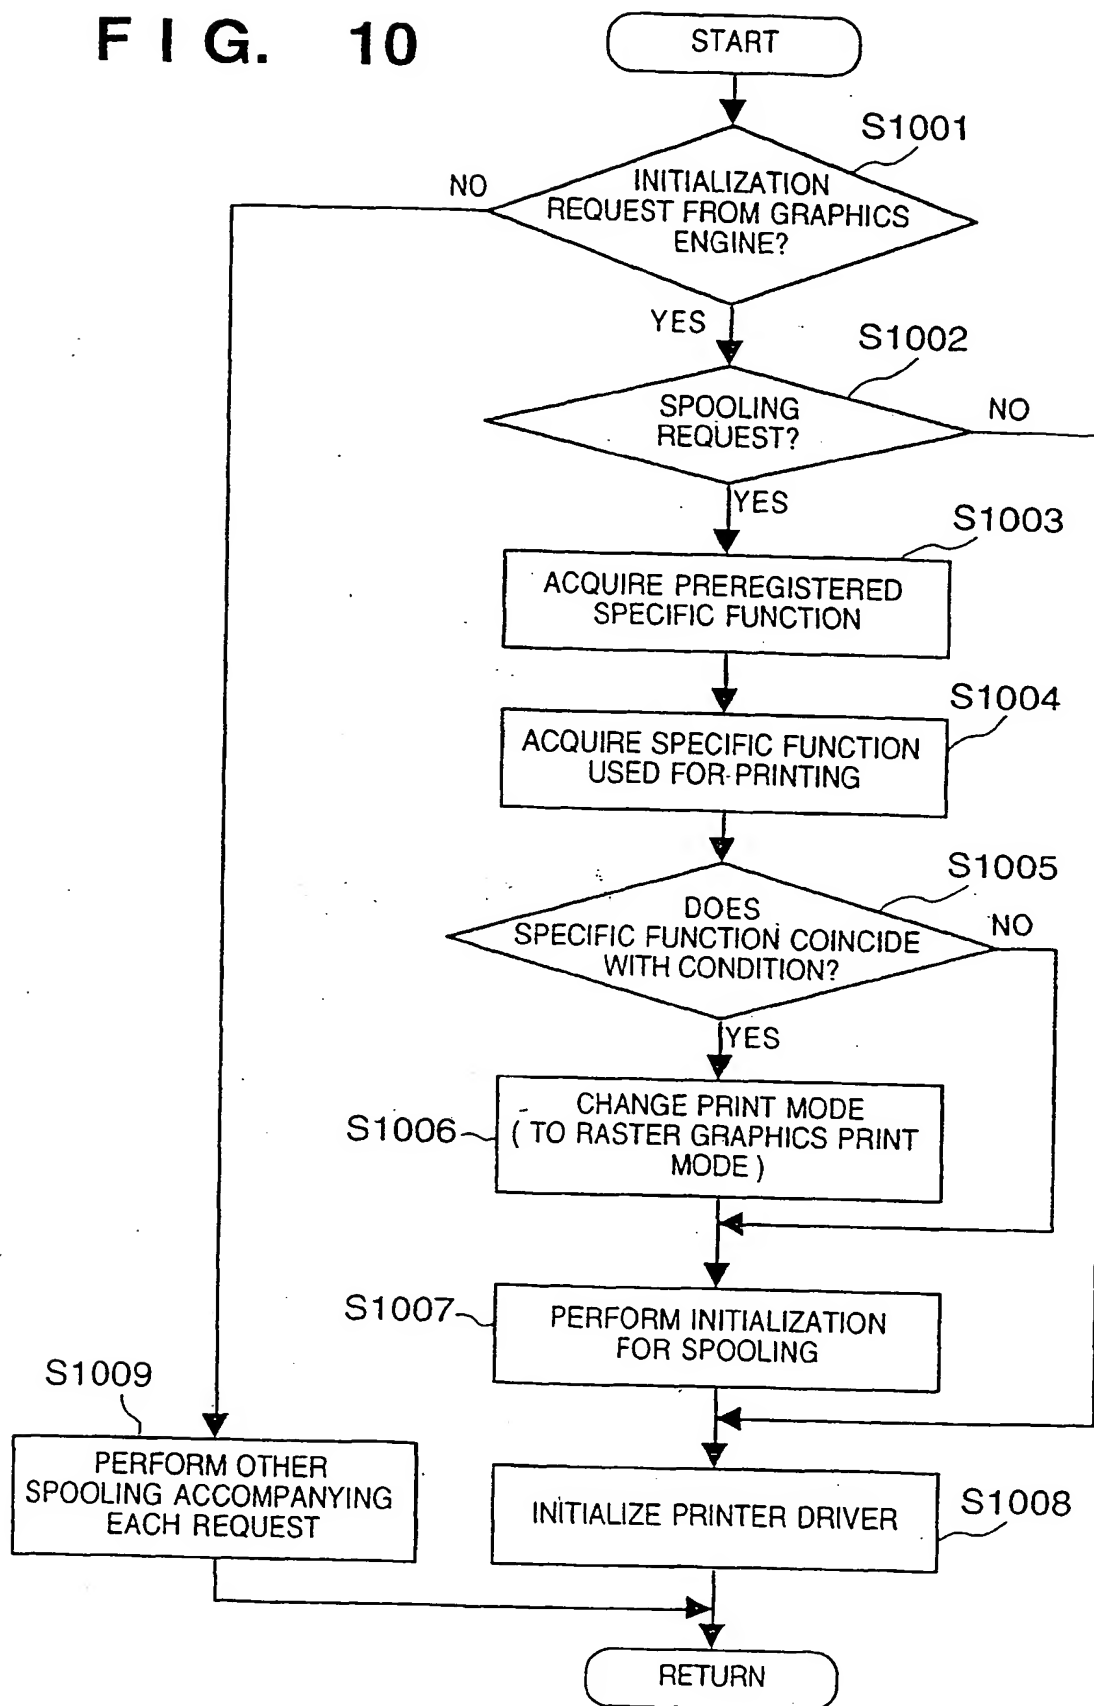 FIG. 10
START
S1001
NO
INITIALIZATION
REQUEST FROM GRAPHICS
ENGINE?
YES
S1002
SPOOLING
REQUEST?
NO
YES
S1003
ACQUIRE PREREGISTERED
SPECIFIC FUNCTION
S1004
ACQUIRE SPECIFIC FUNCTION
USED FOR PRINTING
S1005
DOES
SPECIFIC FUNCTION COINCIDE
WITH CONDITION?
NO
YES
S1006
CHANGE PRINT MODE
(TO RASTER GRAPHICS PRINT
MODE)
S1007
PERFORM INITIALIZATION
FOR SPOOLING
S1009
PERFORM OTHER
SPOOLING ACCOMPANYING
EACH REQUEST
INITIALIZE PRINTER DRIVER
S1008
RETURN